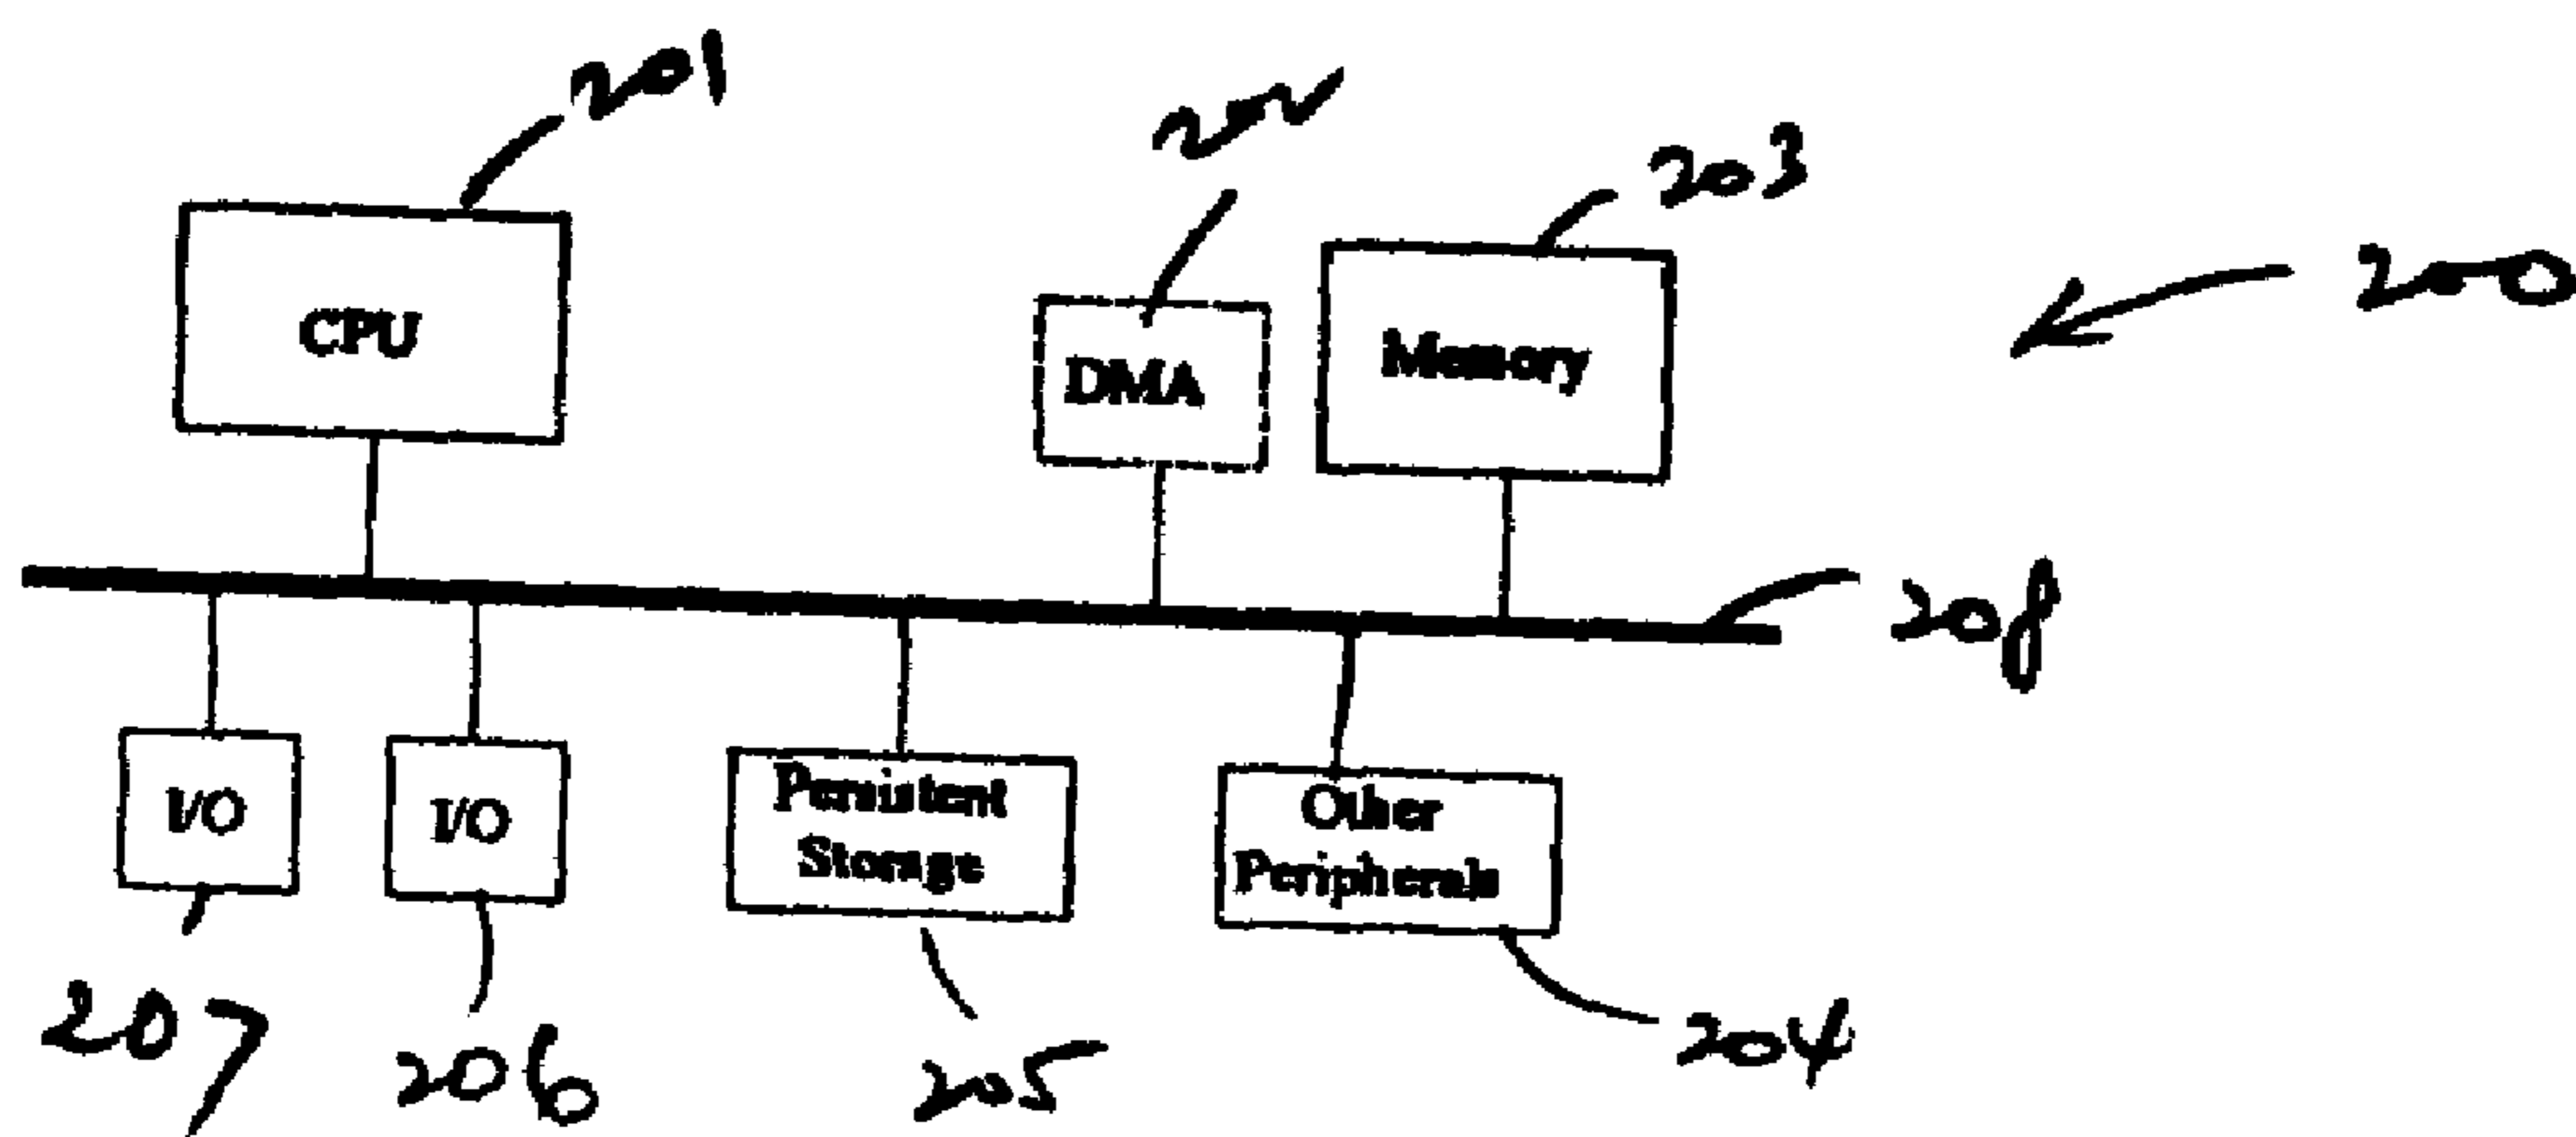 201
202
203
200
CPU
DMA
Memory
208
I/O
I/O
Persistent
Storage
Other
Peripherals
207
206
205
204